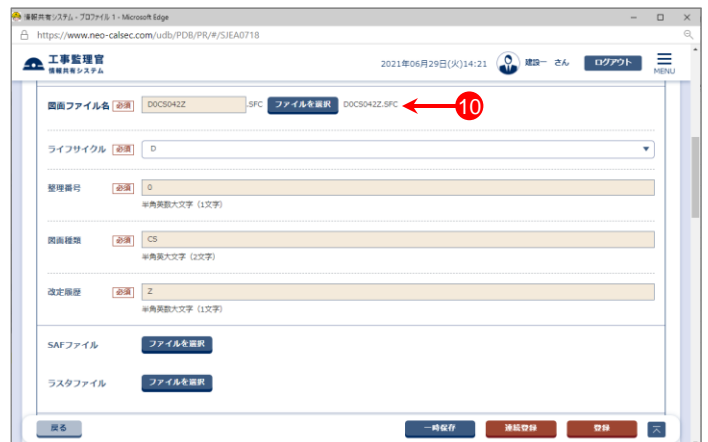 情報共有システム - プロファイル 1 - Microsoft Edge
https://www.neo-calsec.com/udb/PDB/PR/#/SJEA0718
工事監理官
情報共有システム
2021年06月29日(火)14:21 建設一 さん ログアウト
MENU
図面ファイル名 必須 D0CS042Z .SFC ファイルを選択 D0CS042Z.SFC 10
ライフサイクル 必須 D
整理番号 必須 0
半角英数大文字 (1文字)
図面種類 必須 CS
半角英大文字 (2文字)
改定履歴 必須 Z
半角英数大文字 (1文字)
SAFファイル ファイルを選択
ラスタファイル ファイルを選択
戻る 一時保存 連続登録 登録